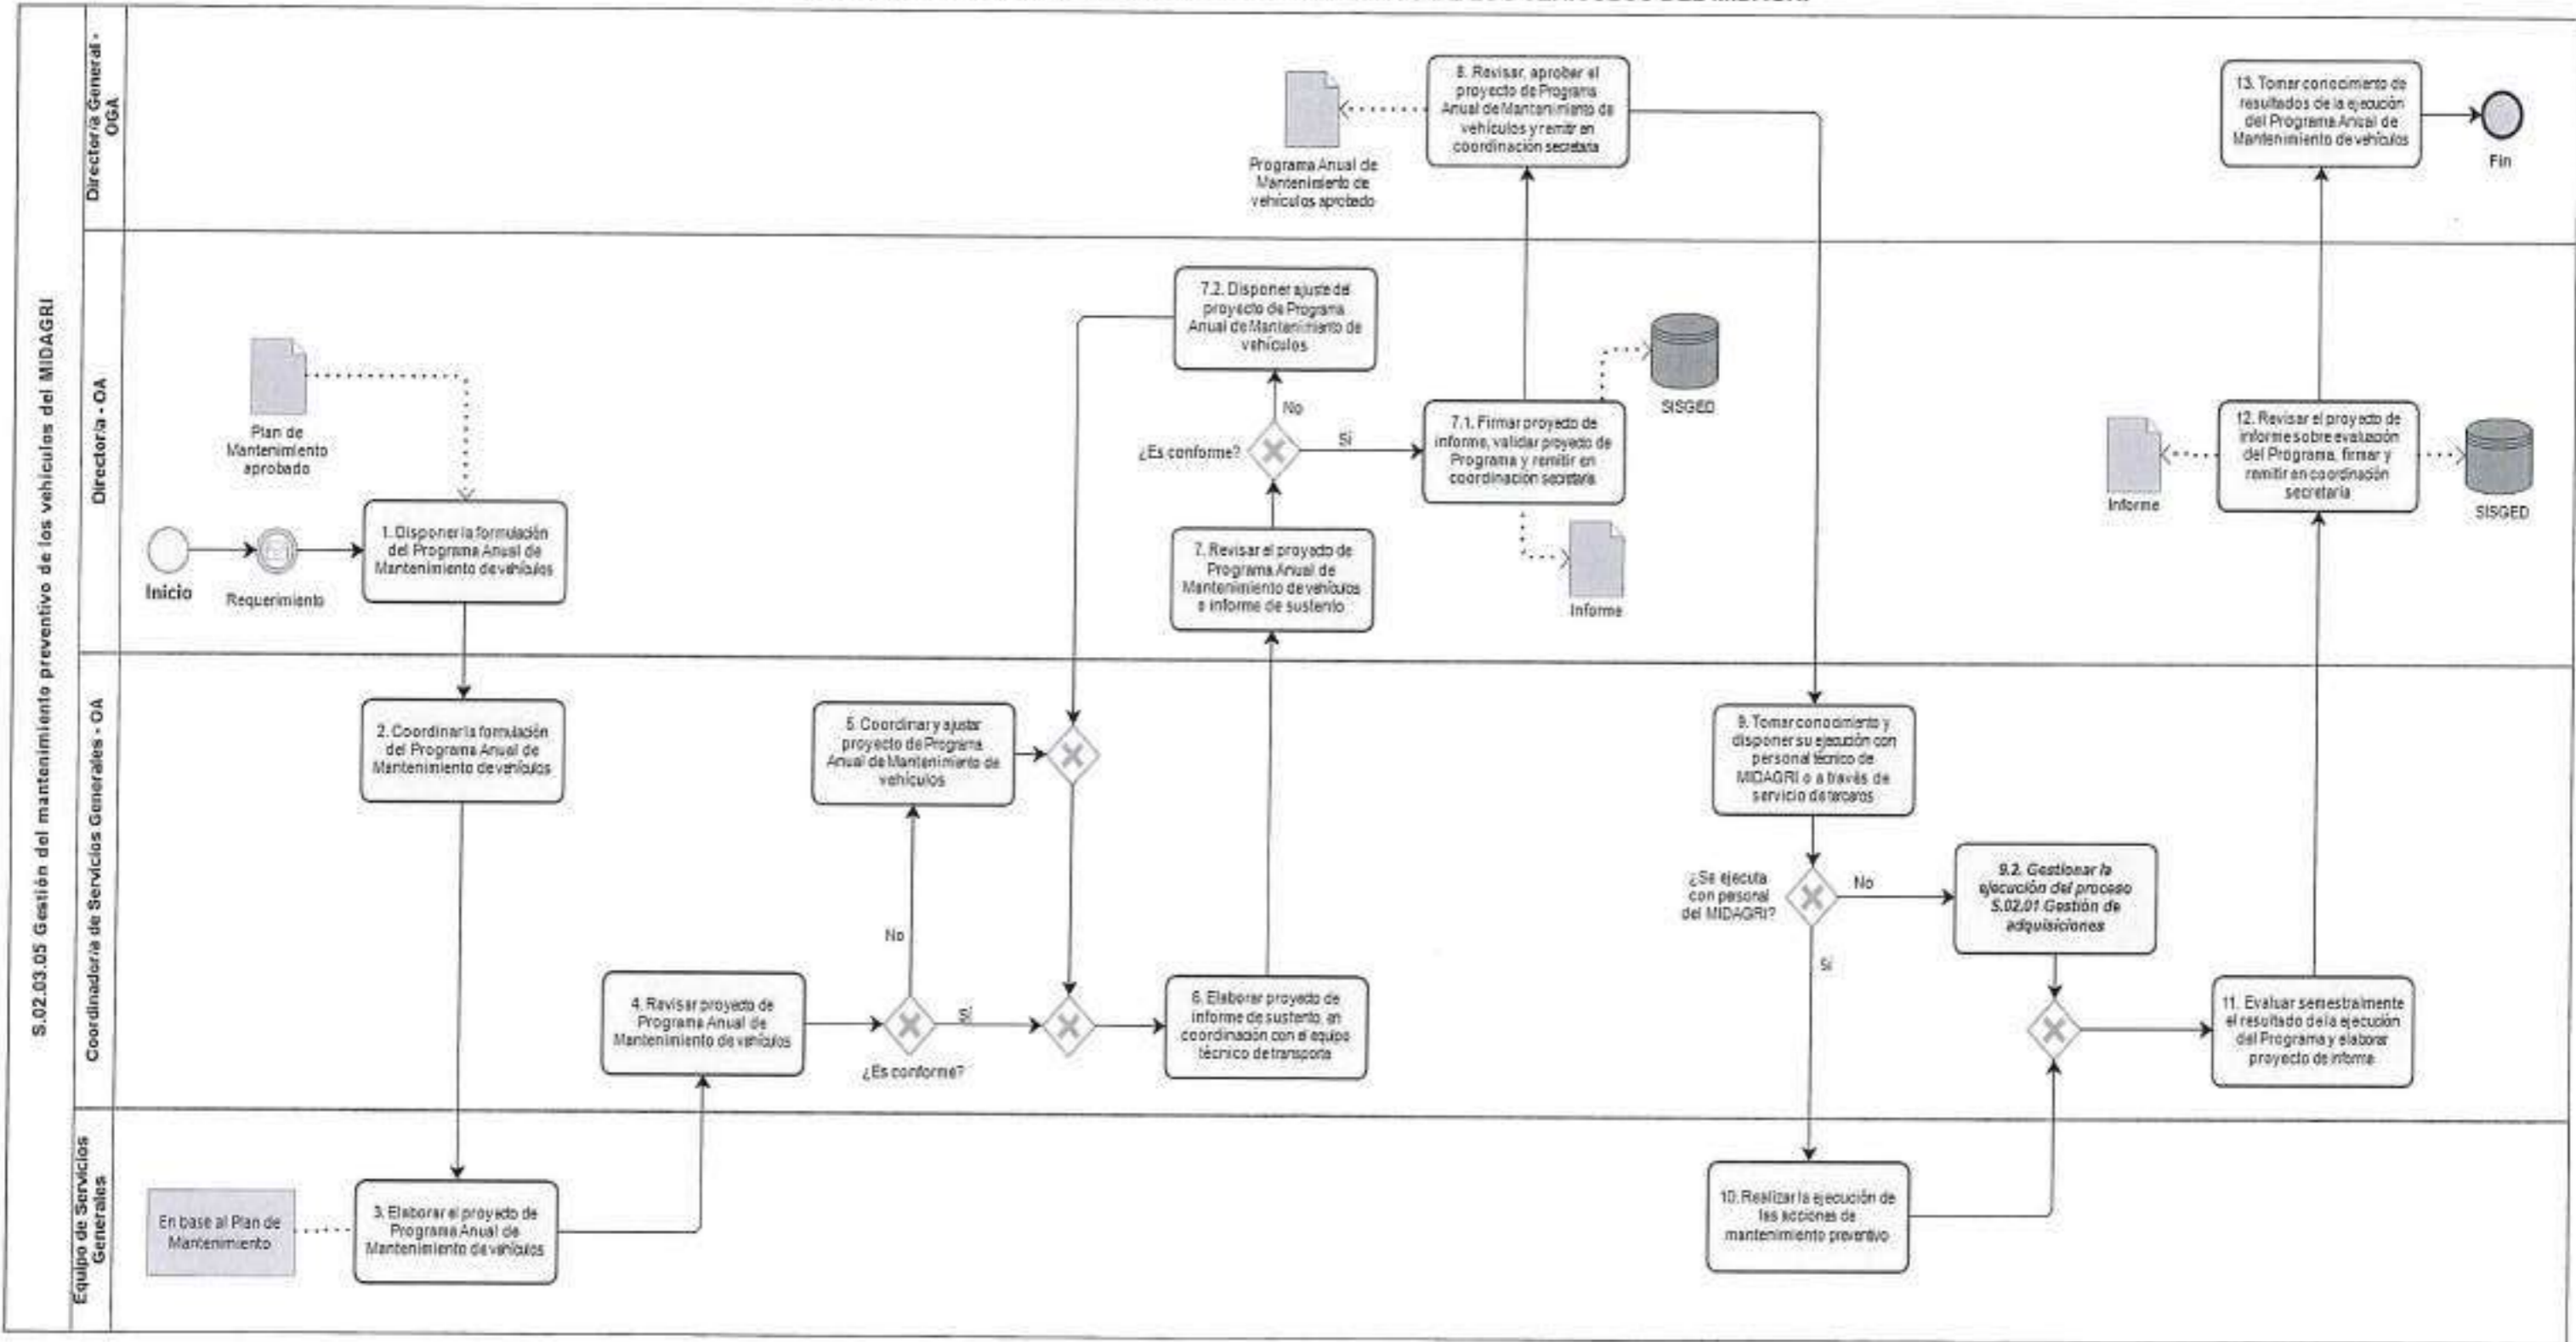 S.02.03.05 Gestión del mantenimiento preventivo de los vehículos del MIDAGRI
Director/a General -
OGA
Programa Anual de
Mantenimiento de
vehículos aprobado
8. Revisar, aprobar el
proyecto de Programa
Anual de Mantenimiento de
vehículos y remitir en
coordinación secretaria
13. Tomar conocimiento de
resultados de la ejecución
del Programa Anual de
Mantenimiento de vehículos
Fin
Director/a - OA
Plan de
Mantenimiento
aprobado
Inicio
Requerimiento
1. Disponer la formulación
del Programa Anual de
Mantenimiento de vehículos
7.2. Disponer ajuste del
proyecto de Programa
Anual de Mantenimiento de
vehículos
No
¿Es conforme?
Si
7. Revisar el proyecto de
Programa Anual de
Mantenimiento de vehículos
e informe de sustento
7.1. Firmar proyecto de
informe, validar proyecto de
Programa y remitir en
coordinación secretaria
SISGED
Informe
Informe
12. Revisar el proyecto de
informe sobre evaluación
del Programa, firmar y
remitir en coordinación
secretaria
SISGED
Coordinador/a de Servicios Generales - OA
2. Coordinar la formulación
del Programa Anual de
Mantenimiento de vehículos
4. Revisar proyecto de
Programa Anual de
Mantenimiento de vehículos
¿Es conforme?
No
Si
5. Coordinar y ajustar
proyecto de Programa
Anual de Mantenimiento de
vehículos
6. Elaborar proyecto de
informe de sustento, en
coordinación con el equipo
técnico de transporte
9. Tomar conocimiento y
disponer su ejecución con
personal técnico de
MIDAGRI o a través de
servicio de terceros
¿Se ejecuta
con personal
del MIDAGRI?
No
Si
9.2. Gestionar la
ejecución del proceso
S.02.01 Gestión de
adquisiciones
11. Evaluar semestralmente
el resultado de la ejecución
del Programa y elaborar
proyecto de informe
Equipo de Servicios
Generales
En base al Plan de
Mantenimiento
3. Elaborar el proyecto de
Programa Anual de
Mantenimiento de vehículos
10. Realizar la ejecución de
las acciones de
mantenimiento preventivo